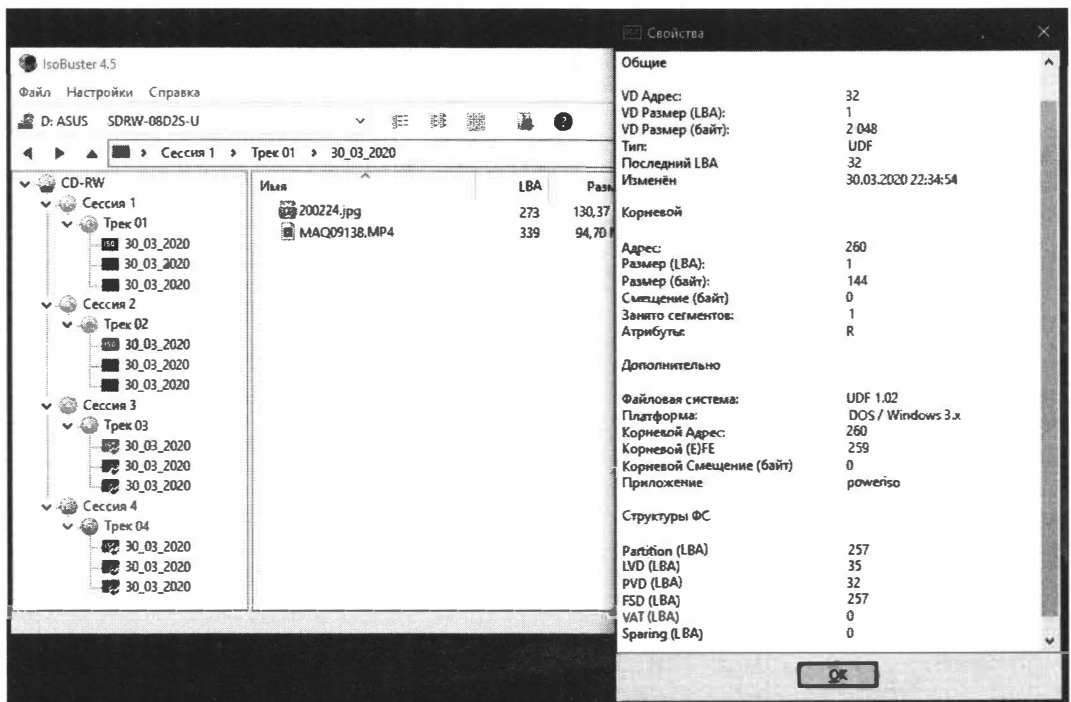 IsoBuster 4.5
Файл Настройки Справка
D: ASUS SDRW-08D2S-U
Сессия 1 > Трек 01 > 30_03_2020
CD-RW
Сессия 1
Трек 01
30_03_2020
30_03_2020
30_03_2020
Сессия 2
Трек 02
30_03_2020
30_03_2020
30_03_2020
Сессия 3
Трек 03
30_03_2020
30_03_2020
30_03_2020
Сессия 4
Трек 04
30_03_2020
30_03_2020
30_03_2020
Имя LBA Разм
200224.jpg 273 130,37
MAQ09138.MP4 339 94,70
Свойства
Общие
VD Адрес: 32
VD Размер (LBA): 1
VD Размер (байт): 2 048
Тип: UDF
Последний LBA 32
Изменён 30.03.2020 22:34:54
Корневой
Адрес: 260
Размер (LBA): 1
Размер (байт): 144
Смещение (байт) 0
Занято сегментов: 1
Атрибуты: R
Дополнительно
Файловая система: UDF 1.02
Платформа: DOS / Windows 3.x
Корневой Адрес: 260
Корневой (E)FE 259
Корневой Смещение (байт) 0
Приложение poweriso
Структуры ФС
Partition (LBA) 257
LVD (LBA) 35
PVD (LBA) 32
FSD (LBA) 257
VAT (LBA) 0
Sparing (LBA) 0
OK